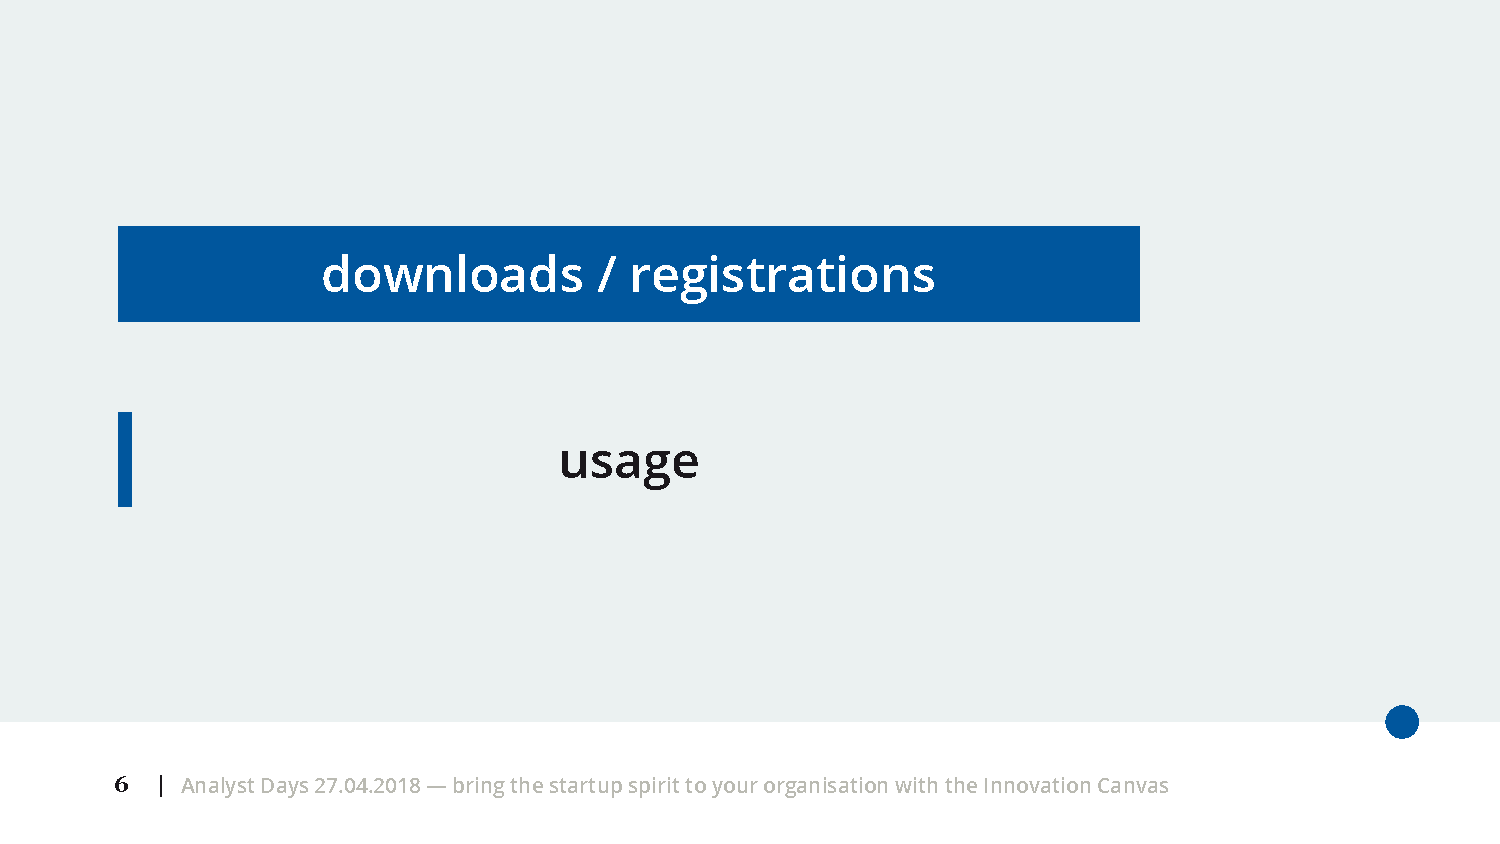 downloads / registrations
usage
6 | Analyst Days 27.04.2018 — bring the startup spirit to your organisation with the Innovation Canvas